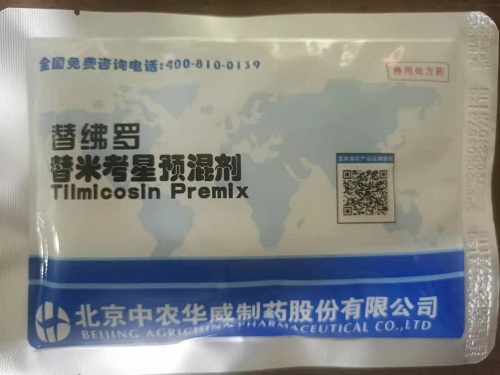 全国免费咨询电话:400-810-0139
兽用处方药
替绋罗
替米考星预混剂
Tilmicosin Premix
北京中农华威制药股份有限公司
BEIJING AGRICHINA PHARMACEUTICAL CO.,LTD